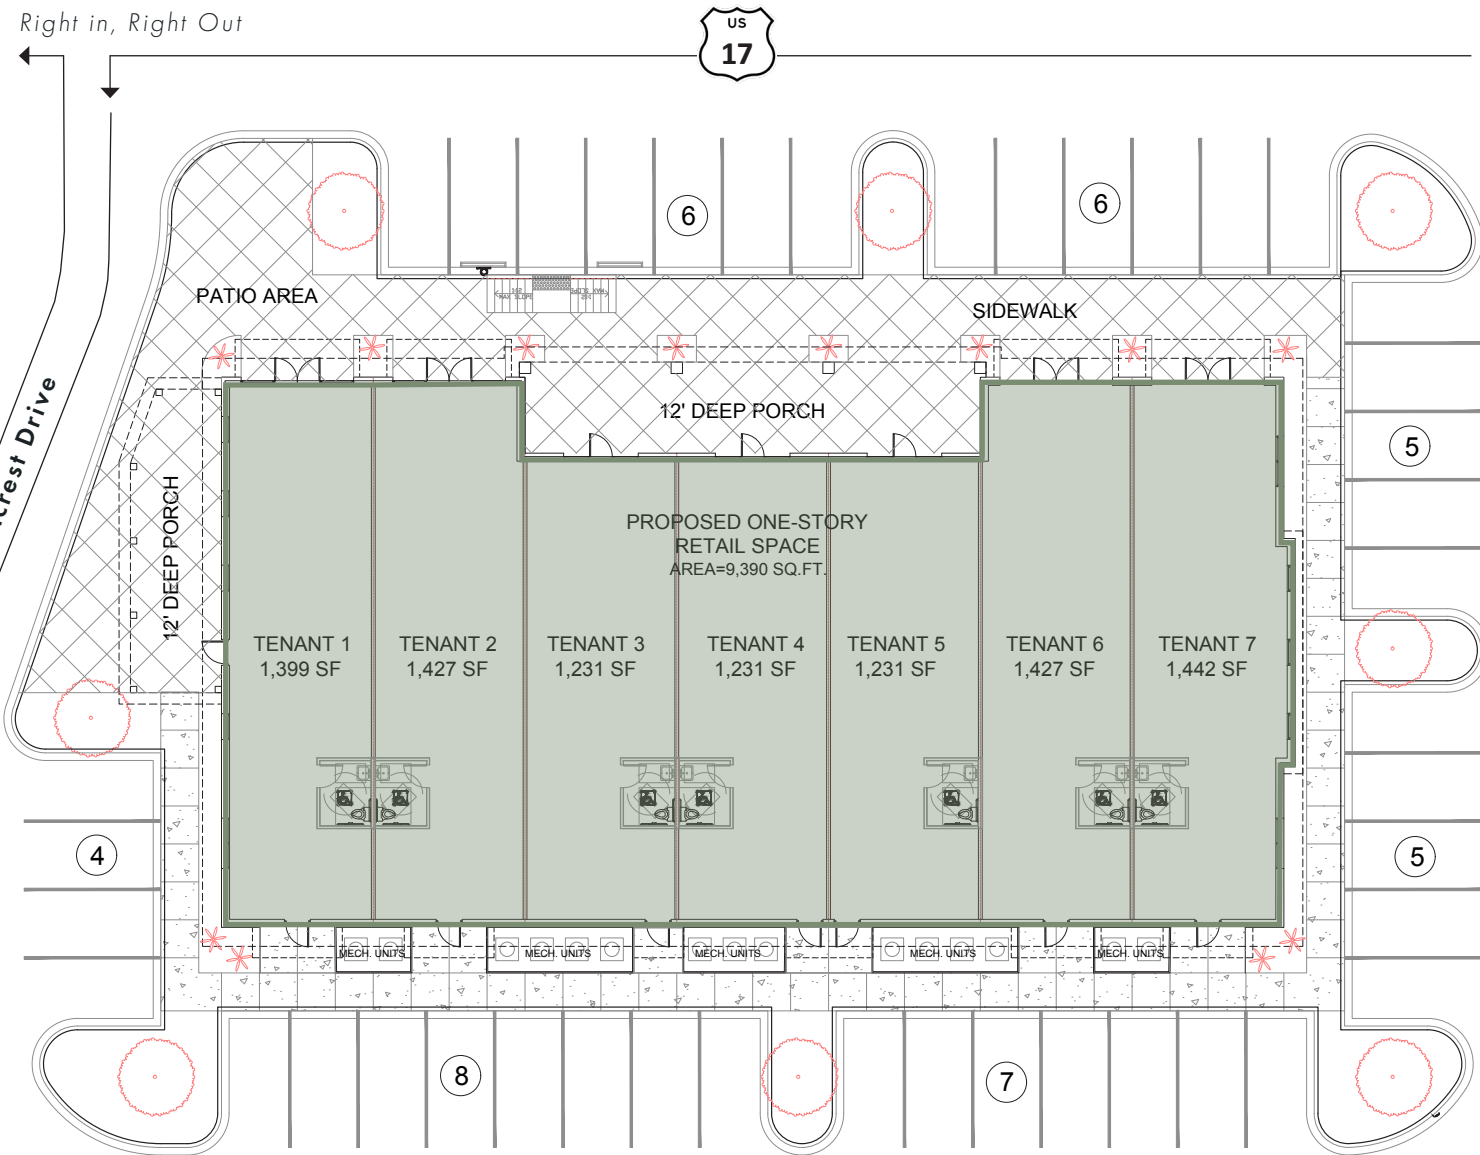 Right in, Right Out
US
17
6
6
PATIO AREA
SIDEWALK
MAX SLOPE
12' DEEP PORCH
crest Drive
5
12' DEEP PORCH
PROPOSED ONE-STORY
RETAIL SPACE
AREA=9,390 SQ.FT.
TENANT 1
1,399 SF
TENANT 2
1,427 SF
TENANT 3
1,231 SF
TENANT 4
1,231 SF
TENANT 5
1,231 SF
TENANT 6
1,427 SF
TENANT 7
1,442 SF
4
5
MECH. UNITS
MECH. UNITS
MECH. UNITS
MECH. UNITS
MECH. UNITS
8
7